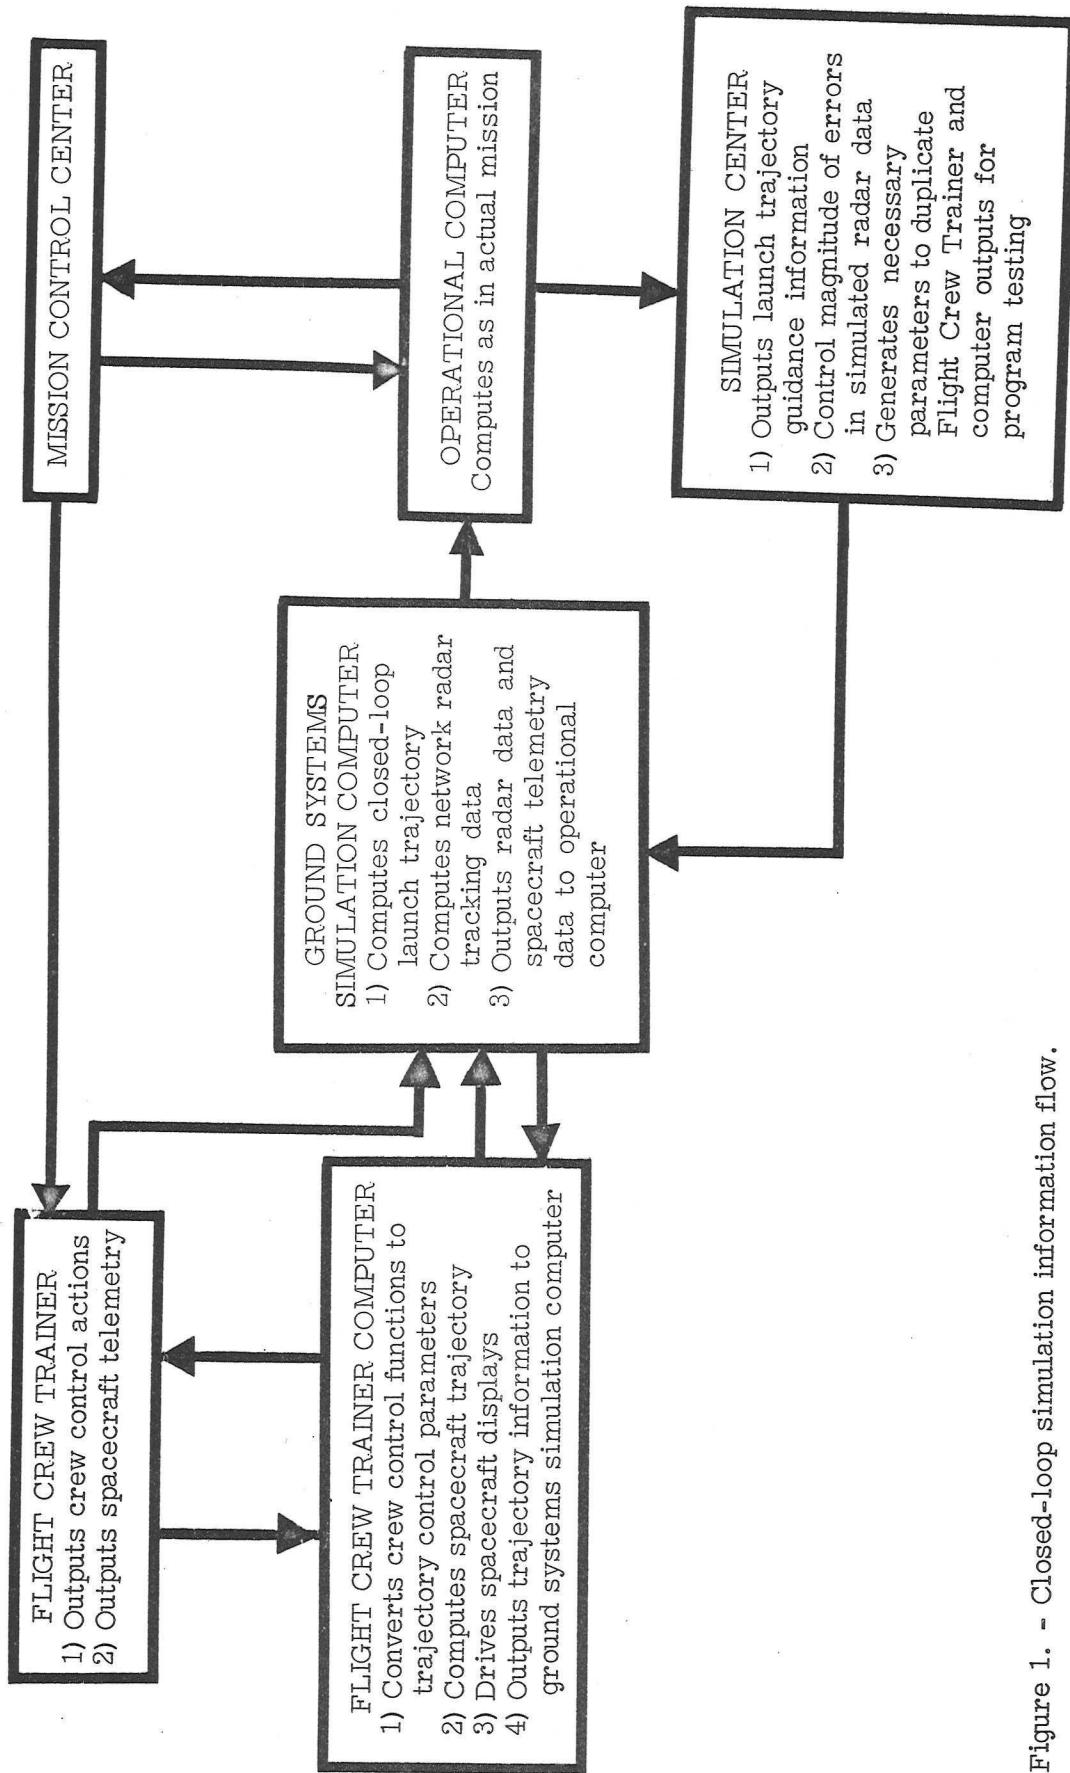 FLIGHT CREW TRAINER
1) Outputs crew control actions
2) Outputs spacecraft telemetry
MISSION CONTROL CENTER
FLIGHT CREW TRAINER COMPUTER
1) Converts crew control functions to
trajectory control parameters
2) Computes spacecraft trajectory
3) Drives spacecraft displays
4) Outputs trajectory information to
ground systems simulation computer
GROUND SYSTEMS
SIMULATION COMPUTER
1) Computes closed-loop
launch trajectory
2) Computes network radar
tracking data
3) Outputs radar data and
spacecraft telemetry
data to operational
computer
OPERATIONAL COMPUTER
Computes as in actual mission
SIMULATION CENTER
1) Outputs launch trajectory
guidance information
2) Control magnitude of errors
in simulated radar data
3) Generates necessary
parameters to duplicate
Flight Crew Trainer and
computer outputs for
program testing
Figure 1. - Closed-loop simulation information flow.